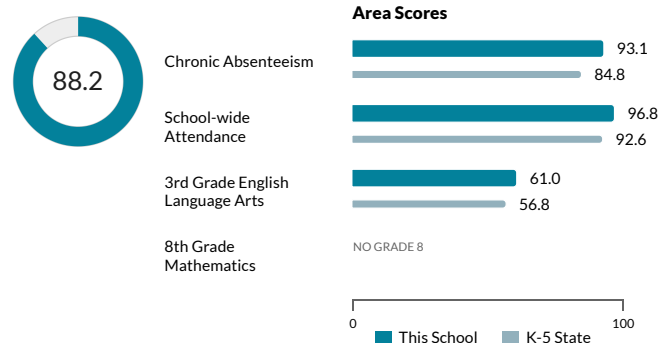 Area Scores
88.2
Chronic Absenteeism
93.1
84.8
School-wide
Attendance
96.8
92.6
3rd Grade English
Language Arts
61.0
56.8
8th Grade
Mathematics
NO GRADE 8
0
100
This School
K-5 State